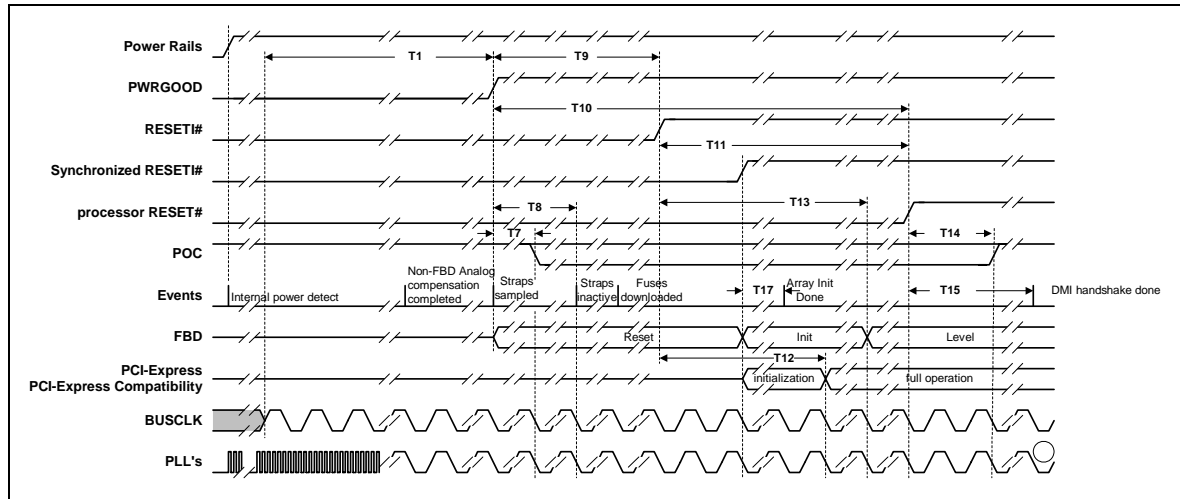 Power Rails
T1
T9
PWRGOOD
T10
RESETI#
T11
Synchronized RESETI#
T13
processor RESET#
T8
T7
T14
POC
Non-FBD Analog
compensation
completed
Straps
sampled
Straps
inactive
Fuses
downloaded
T17
Array Init
Done
T15
Events
Internal power detect
DMI handshake done
FBD
Reset
Init
Level
T12
PCI-Express
PCI-Express Compatibility
initialization
full operation
BUSCLK
PLL's